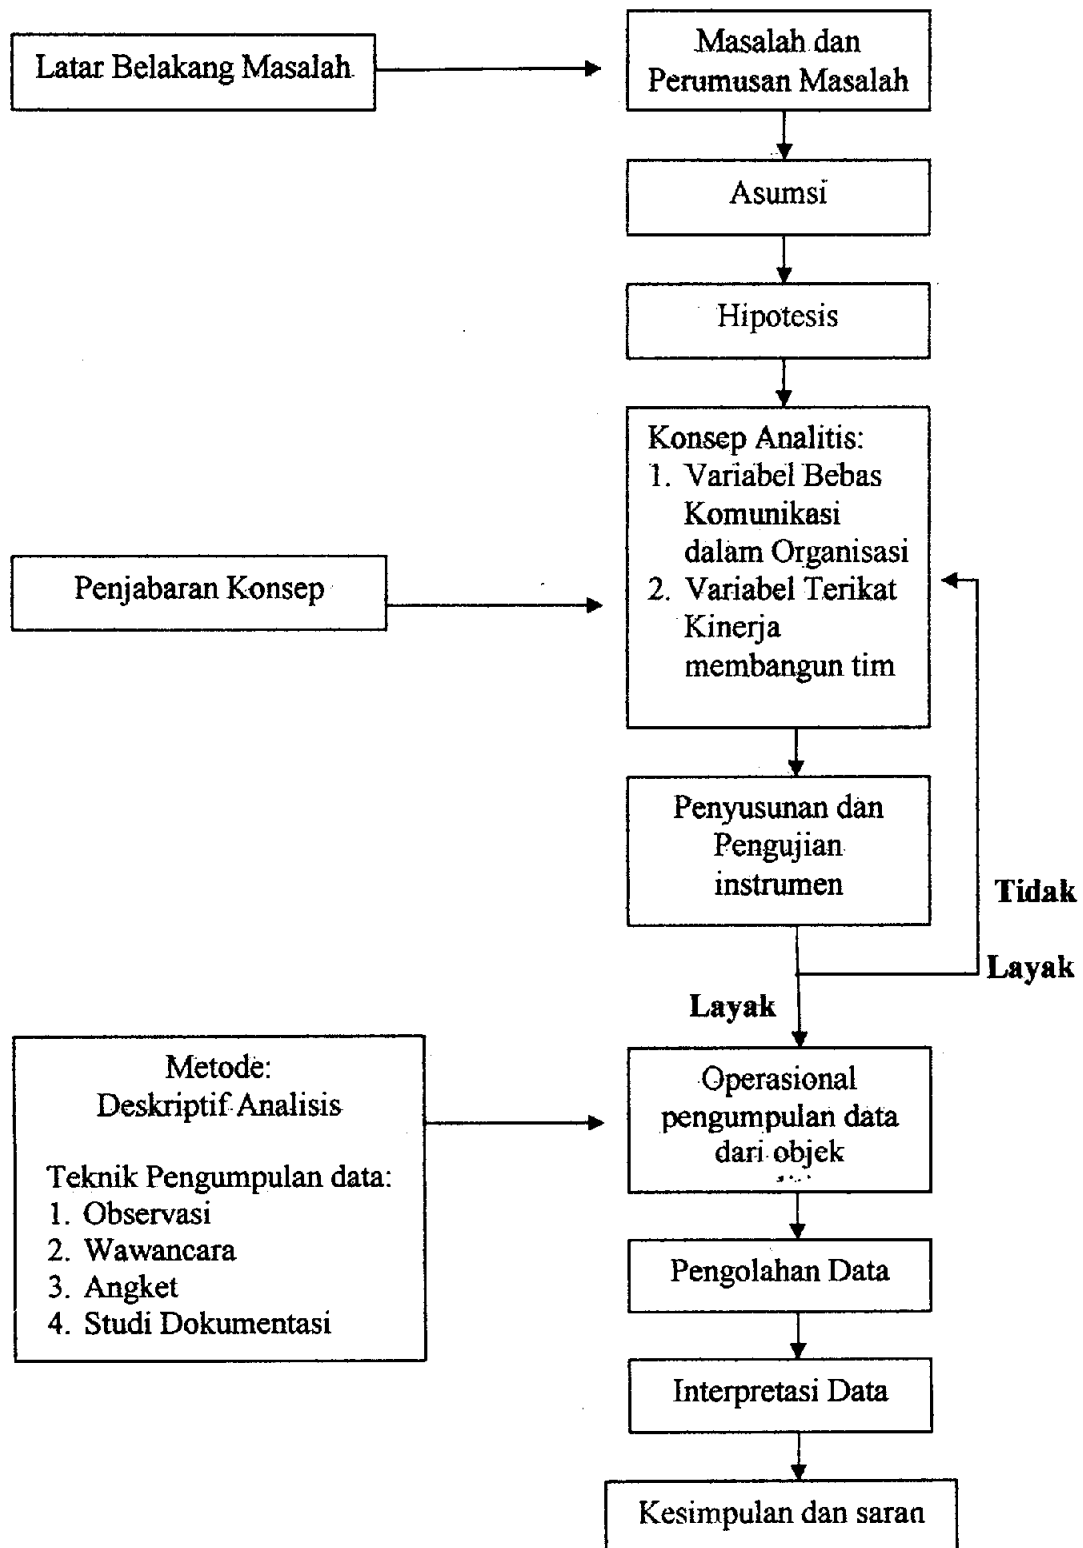 Latar Belakang Masalah
Masalah dan
Perumusan Masalah
Asumsi
Hipotesis
Konsep Analitis:
1. Variabel Bebas
Komunikasi
dalam Organisasi
2. Variabel Terikat
Kinerja
membangun tim
Penjabaran Konsep
Penyusunan dan
Pengujian
instrumen
Tidak
Layak
Layak
Metode:
Deskriptif Analisis
Teknik Pengumpulan data:
1. Observasi
2. Wawancara
3. Angket
4. Studi Dokumentasi
Operasional
pengumpulan data
dari objek
Pengolahan Data
Interpretasi Data
Kesimpulan dan saran